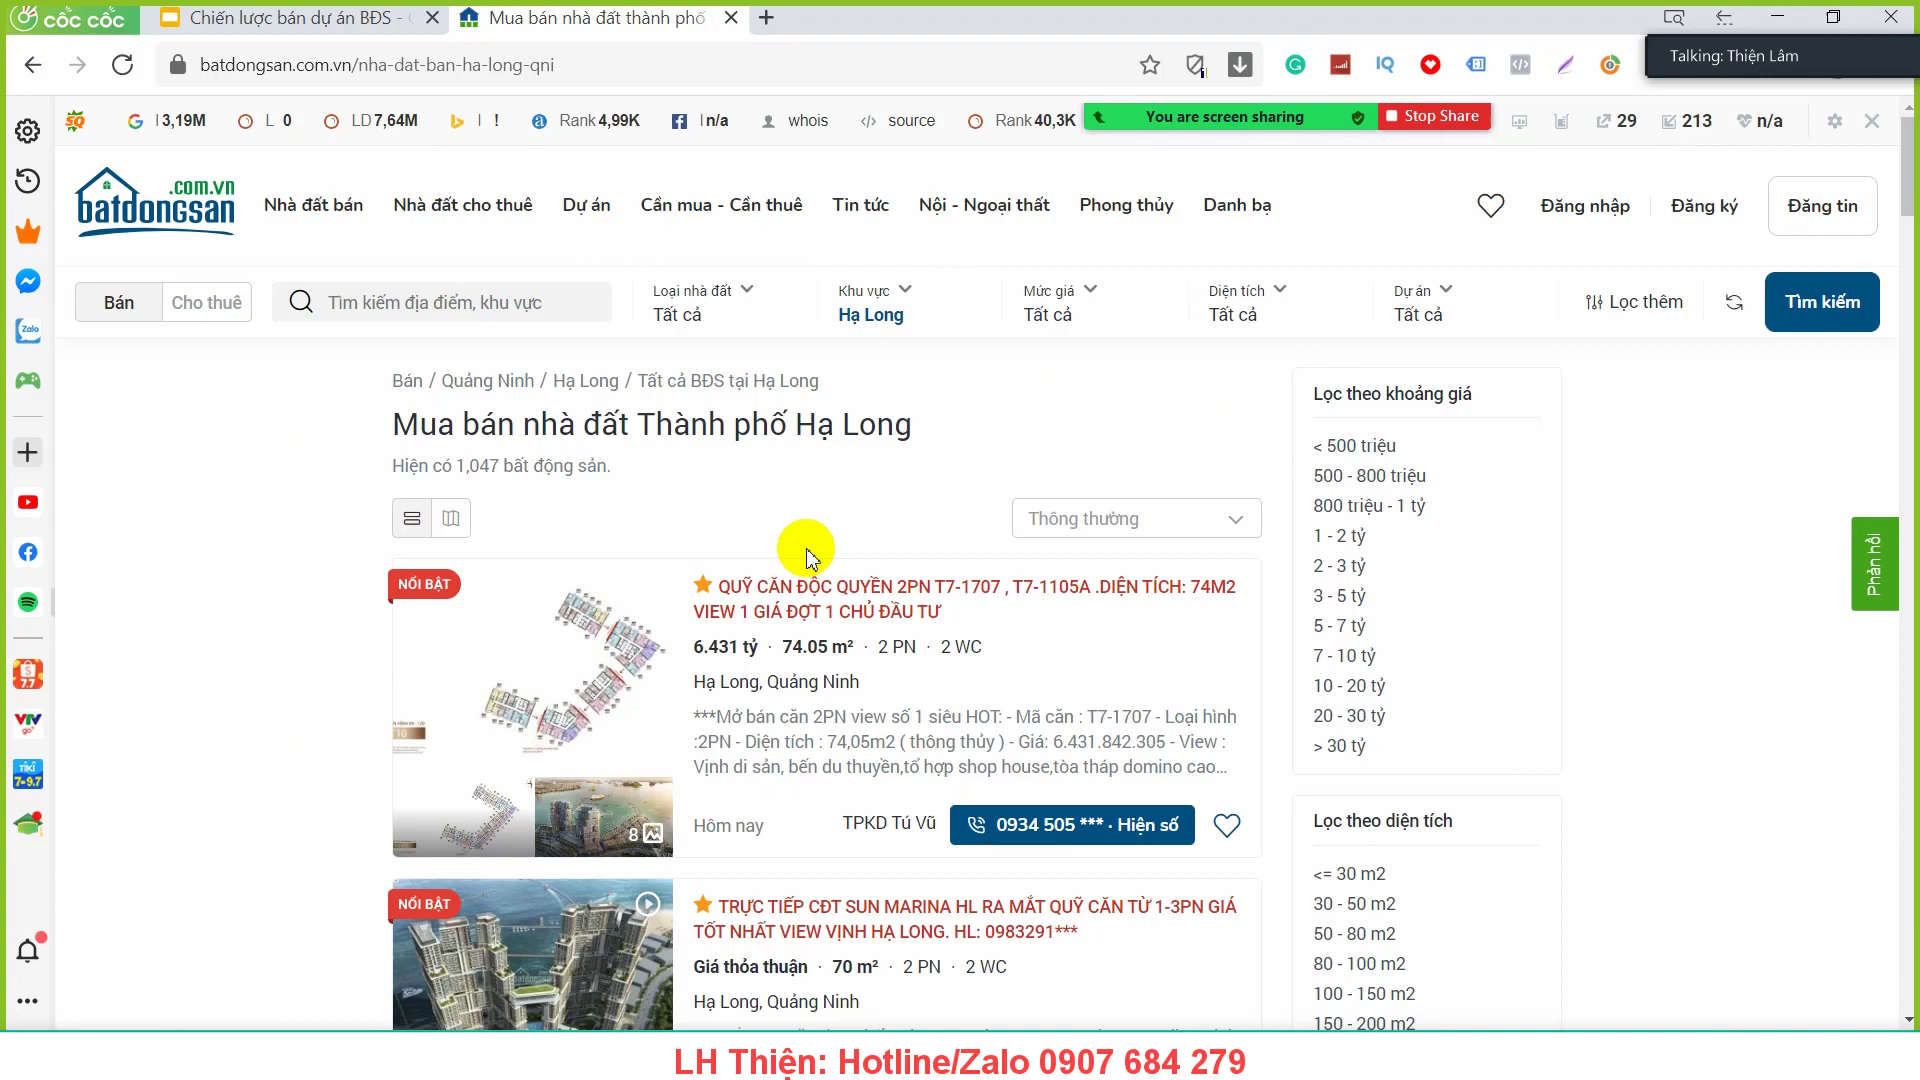 cốc cốc
Chiến lược bán dự án BĐS -
Mua bán nhà đất thành phố
batdongsan.com.vn/nha-dat-ban-ha-long-qni
Talking: Thiện Lâm
SQ
I 3,19M
L 0
LD 7,64M
I !
Rank 4,99K
I n/a
whois
source
Rank 40,3K
You are screen sharing
Stop Share
29
213
n/a
.com.vn
batdongsan
Nhà đất bán
Nhà đất cho thuê
Dự án
Cần mua - Cần thuê
Tin tức
Nội - Ngoại thất
Phong thủy
Danh bạ
Đăng nhập
Đăng ký
Đăng tin
Bán
Cho thuê
Tìm kiếm địa điểm, khu vực
Loại nhà đất
Tất cả
Khu vực
Hạ Long
Mức giá
Tất cả
Diện tích
Tất cả
Dự án
Tất cả
Lọc thêm
Tìm kiếm
Bán / Quảng Ninh / Hạ Long / Tất cả BĐS tại Hạ Long
Mua bán nhà đất Thành phố Hạ Long
Hiện có 1,047 bất động sản.
Thông thường
NỔI BẬT
QUỸ CĂN ĐỘC QUYỀN 2PN T7-1707 , T7-1105A .DIỆN TÍCH: 74M2
VIEW 1 GIÁ ĐỢT 1 CHỦ ĐẦU TƯ
6.431 tỷ · 74.05 m² · 2 PN · 2 WC
Hạ Long, Quảng Ninh
***Mở bán căn 2PN view số 1 siêu HOT: - Mã căn : T7-1707 - Loại hình
:2PN - Diện tích : 74,05m2 ( thông thủy ) - Giá: 6.431.842.305 - View :
Vịnh di sản, bến du thuyền,tổ hợp shop house,tòa tháp domino cao...
8
Hôm nay
TPKD Tú Vũ
0934 505 *** · Hiện số
NỔI BẬT
TRỰC TIẾP CĐT SUN MARINA HL RA MẮT QUỸ CĂN TỪ 1-3PN GIÁ
TỐT NHẤT VIEW VỊNH HẠ LONG. HL: 0983291***
Giá thỏa thuận · 70 m² · 2 PN · 2 WC
Hạ Long, Quảng Ninh
Lọc theo khoảng giá
< 500 triệu
500 - 800 triệu
800 triệu - 1 tỷ
1 - 2 tỷ
2 - 3 tỷ
3 - 5 tỷ
5 - 7 tỷ
7 - 10 tỷ
10 - 20 tỷ
20 - 30 tỷ
> 30 tỷ
Lọc theo diện tích
<= 30 m2
30 - 50 m2
50 - 80 m2
80 - 100 m2
100 - 150 m2
150 - 200 m2
Phản hồi
Zalo
7.7
VTV
go
TIKI
LH Thiện: Hotline/Zalo 0907 684 279